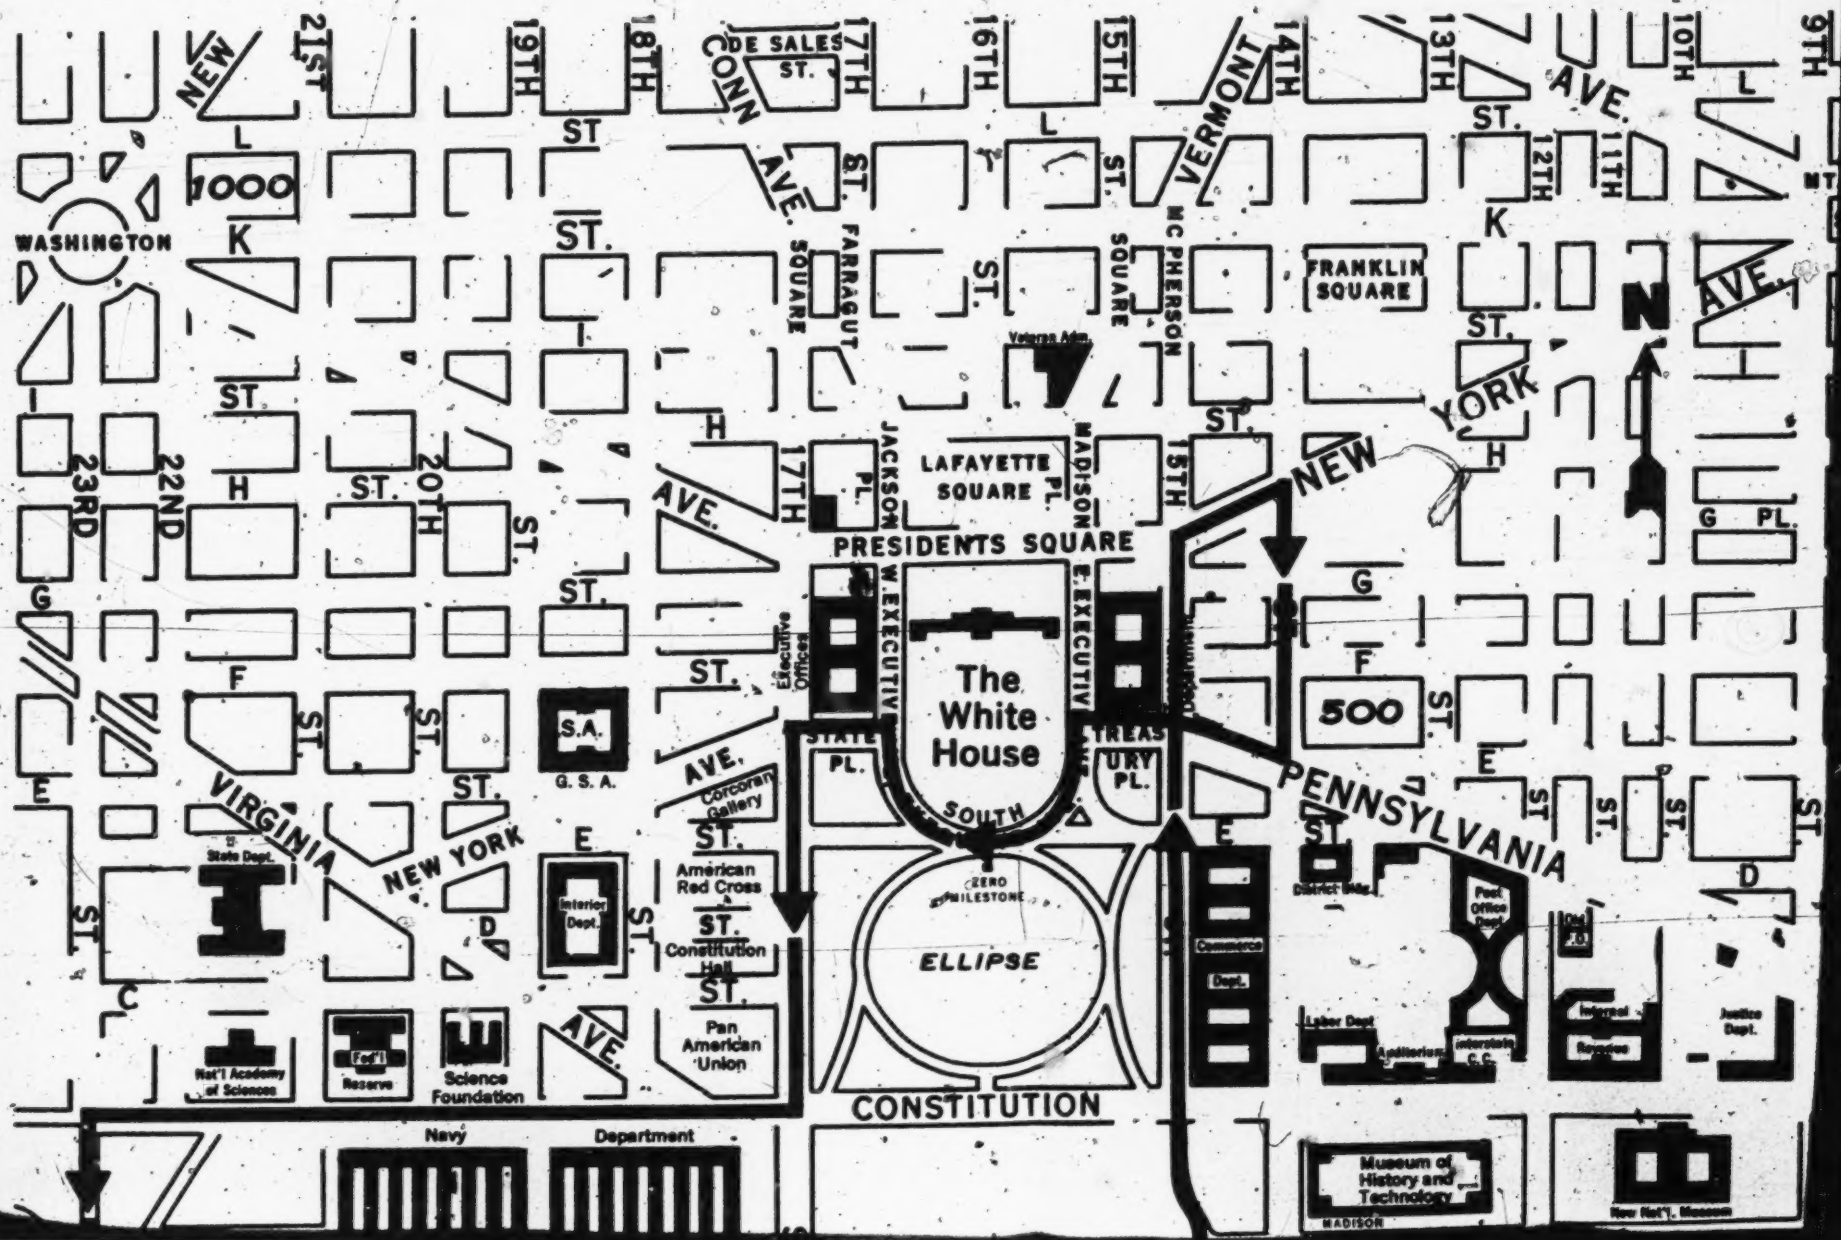 NEW
21ST
19TH
18TH
CONN
DE SALES
ST.
17TH
16TH
15TH
VERMONT
14TH
13TH
AVE.
10TH
9TH
L
ST
L
ST.
L
1000
AVE.
ST.
ST.
12TH
11TH
MT
WASHINGTON
K
ST.
K
FARRAGUT
SQUARE
ST.
MC PHERSON
SQUARE
FRANKLIN
SQUARE
AVE.
N
I
ST.
I
Veteran Adm.
ST.
I
YORK
H
ST.
NEW
H
23RD
22ND
H
ST.
20TH
ST.
AVE.
17TH
JACKSON
PL.
LAFAYETTE
SQUARE
MADISON
PL.
15TH
G PL.
PRESIDENTS SQUARE
G
ST.
G
Executive
Offices
W. EXECUTIV
E. EXECUTIV
F
ST.
F
The
White
House
500
ST.
ST.
ST.
S.A.
G. S. A.
STATE
PL.
TREAS
URY
PL.
E
ST.
AVE.
Corcoran
Gallery
SOUTH
E
PENNSYLVANIA
ST
ST.
ST.
ST.
VIRGINIA
NEW YORK
E
ST.
E
ST.
State Dept.
Interior
Dept.
American
Red Cross
ZERO
MILESTONE
District Bldg.
Post
Office
Dept.
D
ST.
D
ST.
ST.
Constitution
Hall
ST.
ELLIPSE
Commerce
Dept.
C
AVE.
Pan
American
Union
Labor Dept
Auditorium
Interstate
C. C.
Internal
Revenue
Justice
Dept.
Nat'l Academy
of Sciences
Fed'l
Reserve
Science
Foundation
CONSTITUTION
Navy Department
Museum of
History and
Technology
MADISON
New Nat'l. Museum